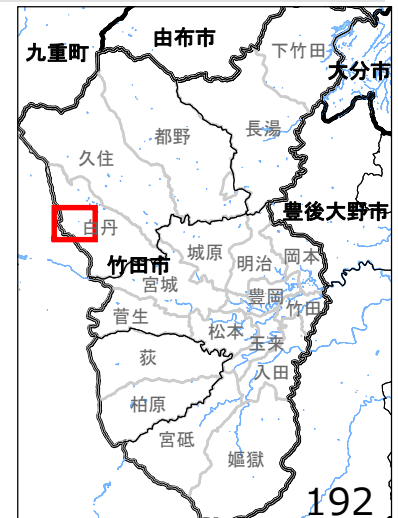 由布市
九重町
下竹田
大分市
都野
長湯
久住
豊後大野市
白丹
城原
岡本
明治
竹田市
宮城
豊岡
竹田
菅生
松本
玉来
荻
入田
柏原
宮砥
嫗獄
192